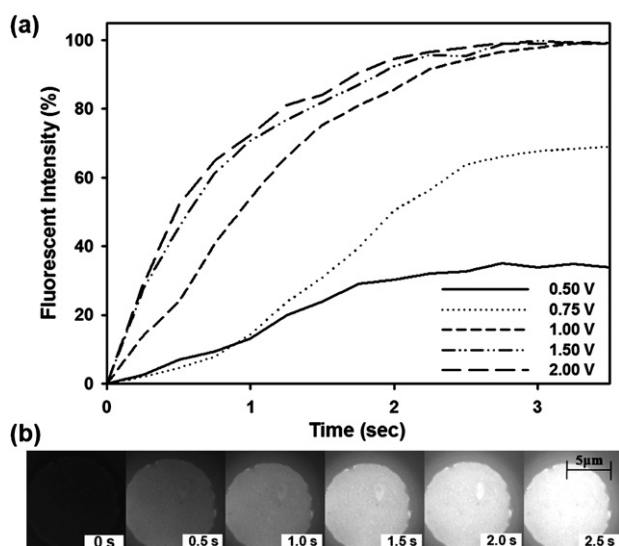 (a)
Fluorescent Intensity (%)
100
80
60
40
20
0
0.50 V
0.75 V
1.00 V
1.50 V
2.00 V
0 1 2 3
Time (sec)
(b)
5µm
0 s 0.5 s 1.0 s 1.5 s 2.0 s 2.5 s